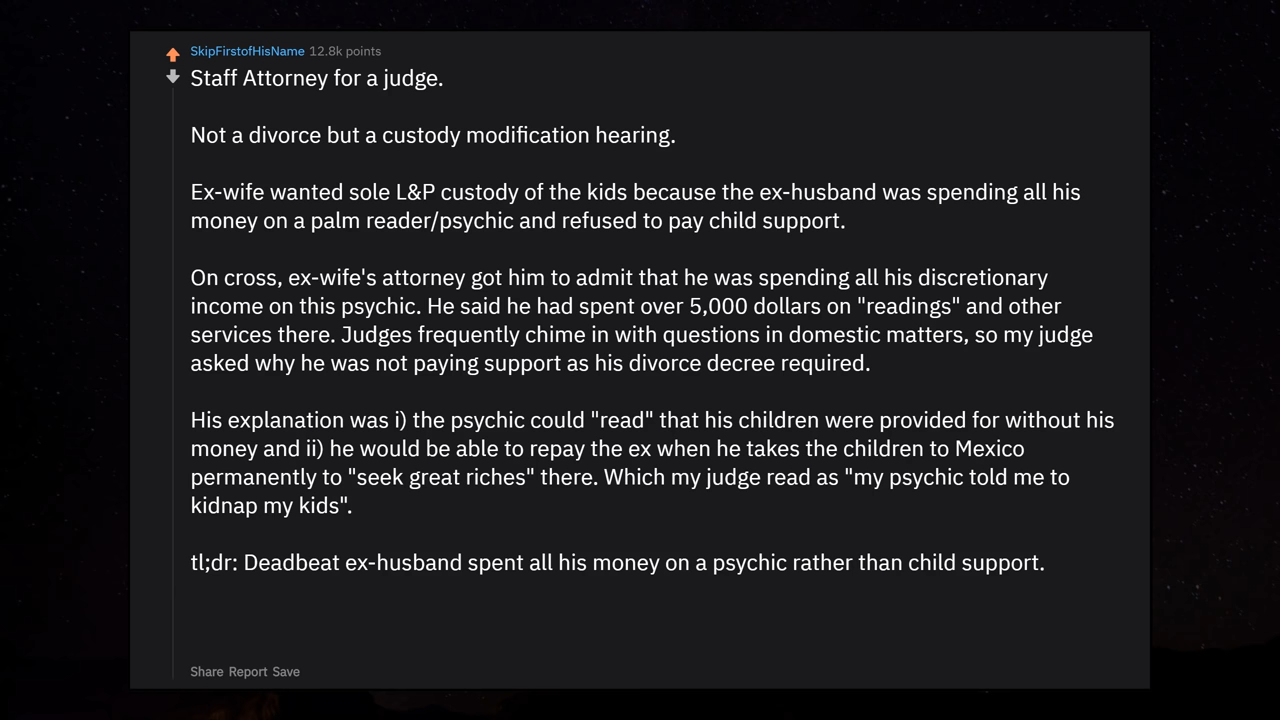 SkipFirstofHisName 12.8k points
Staff Attorney for a judge.
Not a divorce but a custody modification hearing.
Ex-wife wanted sole L&P custody of the kids because the ex-husband was spending all his
money on a palm reader/psychic and refused to pay child support.
On cross, ex-wife's attorney got him to admit that he was spending all his discretionary
income on this psychic. He said he had spent over 5,000 dollars on "readings" and other
services there. Judges frequently chime in with questions in domestic matters, so my judge
asked why he was not paying support as his divorce decree required.
His explanation was i) the psychic could "read" that his children were provided for without his
money and ii) he would be able to repay the ex when he takes the children to Mexico
permanently to "seek great riches" there. Which my judge read as "my psychic told me to
kidnap my kids".
tl;dr: Deadbeat ex-husband spent all his money on a psychic rather than child support.
Share Report Save